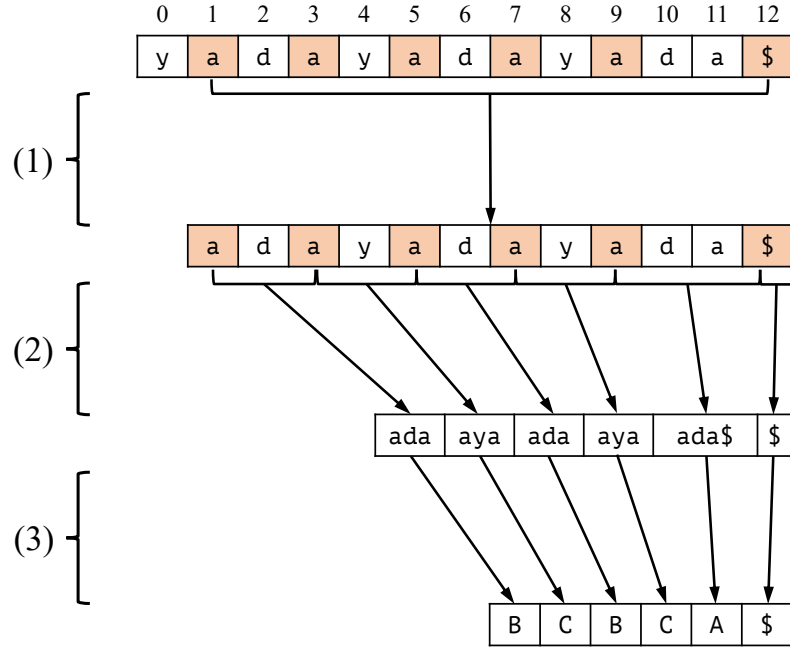 0 1 2 3 4 5 6 7 8 9 10 11 12
y a d a y a d a y a d a $
(1)
a d a y a d a y a d a $
(2)
ada aya ada aya ada$ $
(3)
B C B C A $